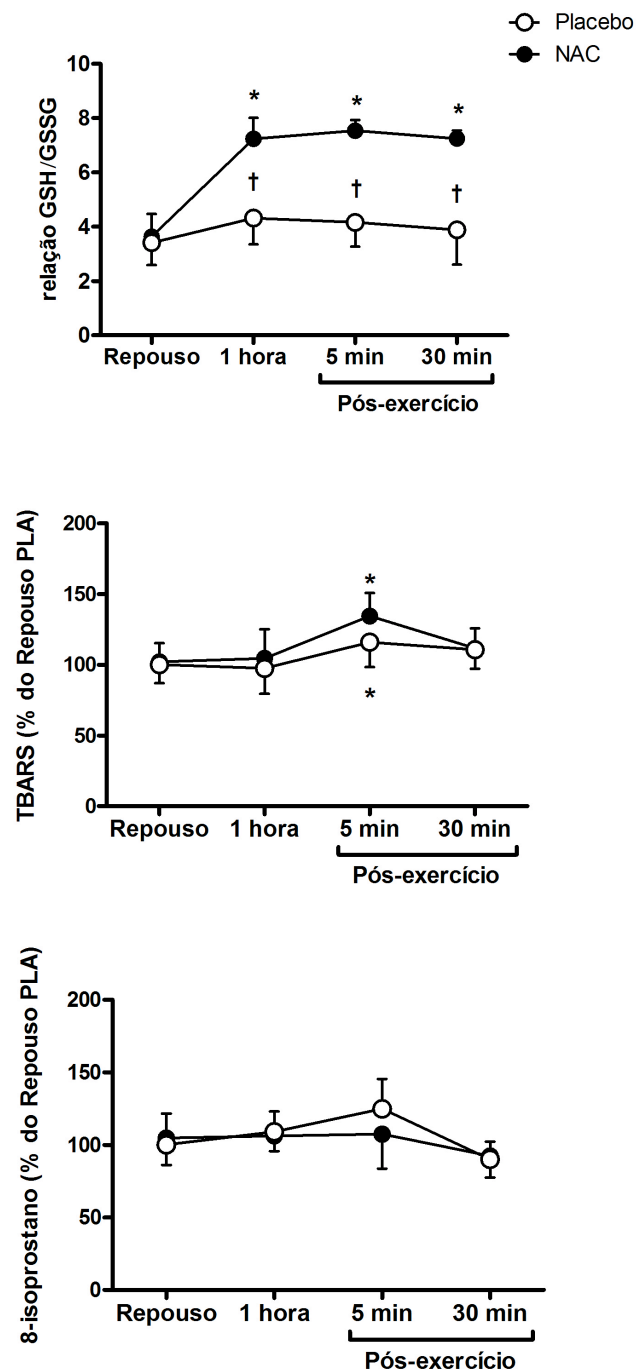 Placebo
NAC
relação GSH/GSSG
10
8
6
4
2
0
* * *
† † †
Repouso 1 hora 5 min 30 min
Pós-exercício
TBARS (% do Repouso PLA)
200
150
100
50
0
*
*
Repouso 1 hora 5 min 30 min
Pós-exercício
8-isoprostano (% do Repouso PLA)
200
150
100
50
0
Repouso 1 hora 5 min 30 min
Pós-exercício